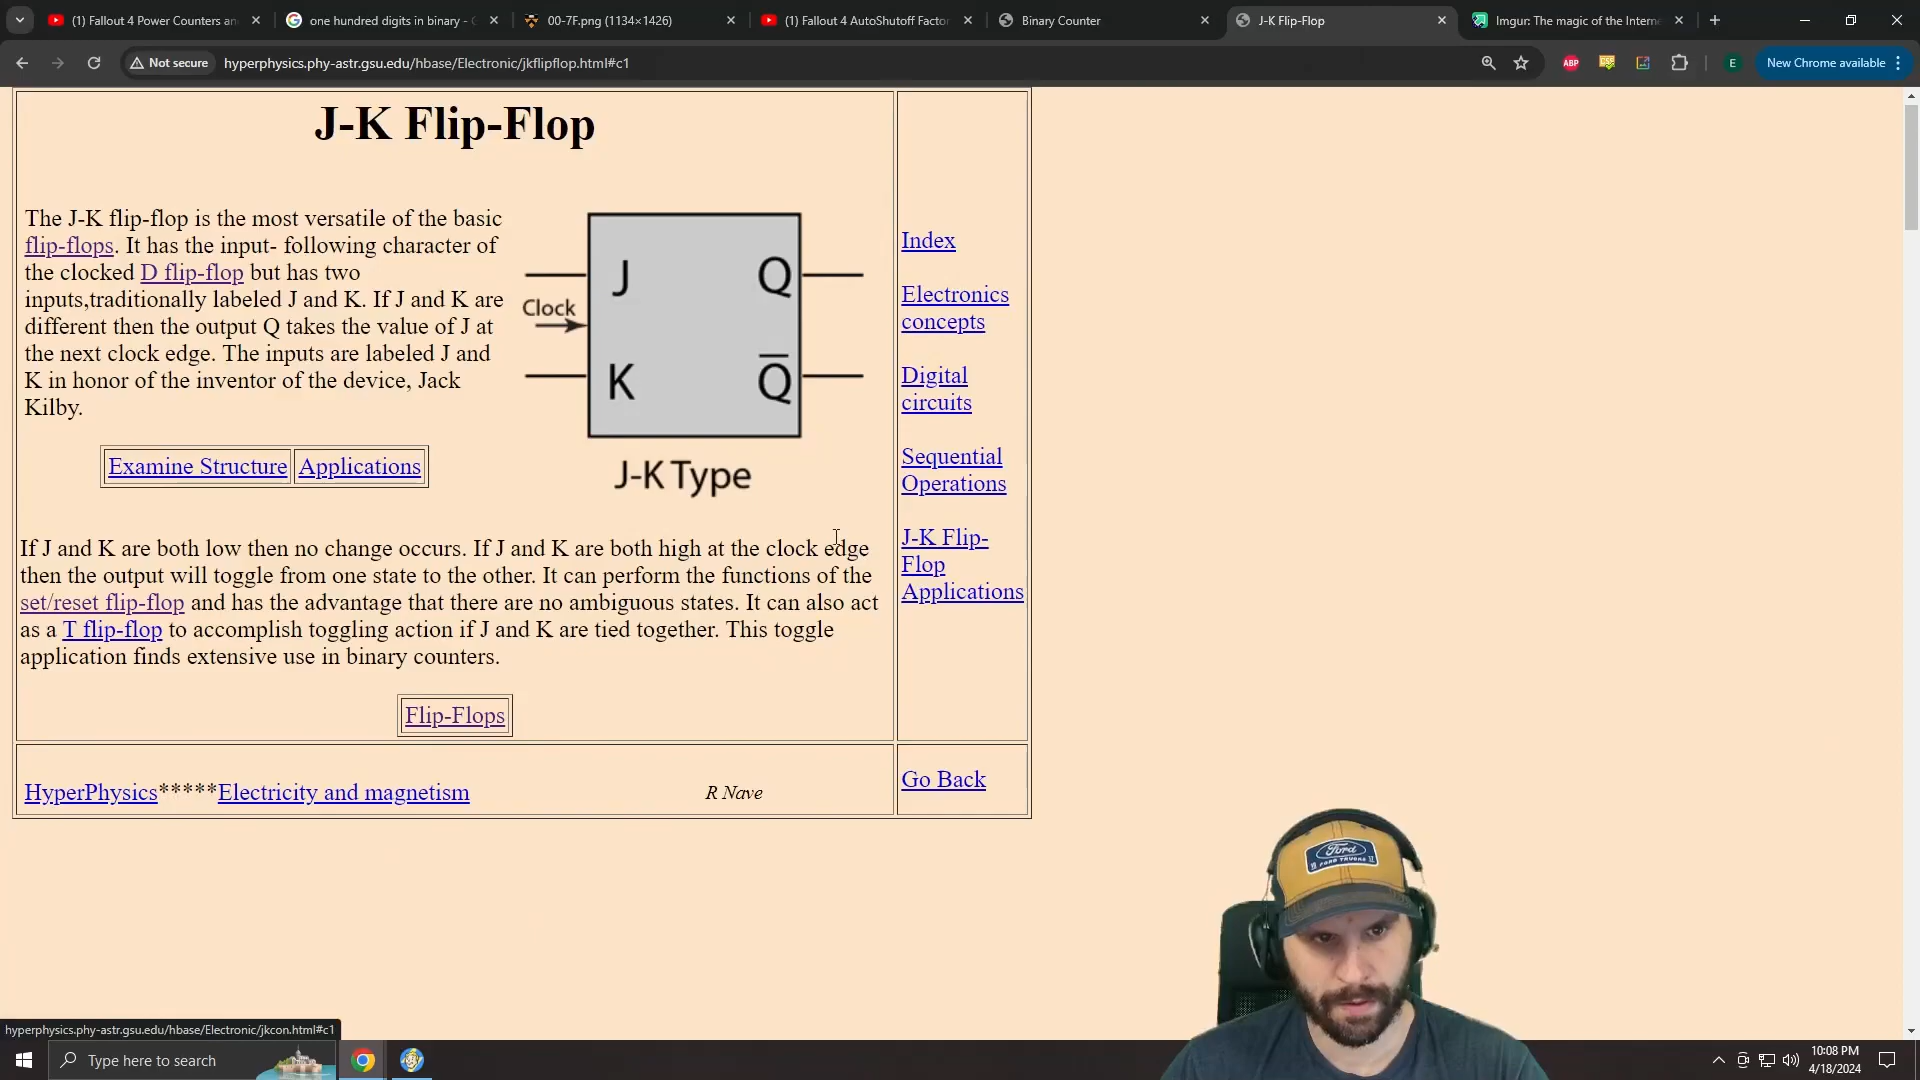 (1) Fallout 4 Power Counters an
one hundred digits in binary - G
00-7F.png (1134×1426)
(1) Fallout 4 AutoShutoff Factor
Binary Counter
J-K Flip-Flop
Imgur: The magic of the Interne
Not secure
hyperphysics.phy-astr.gsu.edu/hbase/Electronic/jkflipflop.html#c1
ABP
E
New Chrome available
J-K Flip-Flop
The J-K flip-flop is the most versatile of the basic
flip-flops. It has the input- following character of
the clocked D flip-flop but has two
inputs,traditionally labeled J and K. If J and K are
different then the output Q takes the value of J at
the next clock edge. The inputs are labeled J and
K in honor of the inventor of the device, Jack
Kilby.
Examine Structure Applications
J Q
Clock
K Q̅
J-K Type
If J and K are both low then no change occurs. If J and K are both high at the clock edge
then the output will toggle from one state to the other. It can perform the functions of the
set/reset flip-flop and has the advantage that there are no ambiguous states. It can also act
as a T flip-flop to accomplish toggling action if J and K are tied together. This toggle
application finds extensive use in binary counters.
Flip-Flops
Index
Electronics
concepts
Digital
circuits
Sequential
Operations
J-K Flip-
Flop
Applications
HyperPhysics*****Electricity and magnetism
R Nave
Go Back
Ford
FORD TRUCKS
hyperphysics.phy-astr.gsu.edu/hbase/Electronic/jkcon.html#c1
Type here to search
10:08 PM
4/18/2024